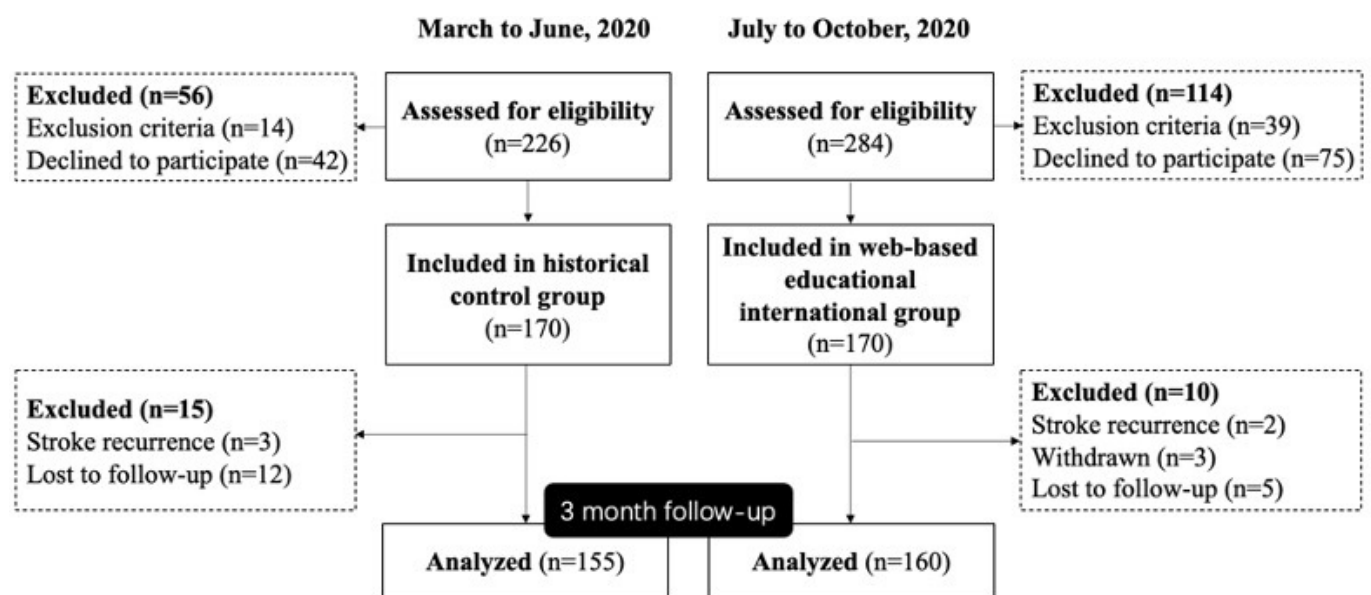 March to June, 2020
July to October, 2020
Excluded (n=56)
Exclusion criteria (n=14)
Declined to participate (n=42)
Assessed for eligibility
(n=226)
Assessed for eligibility
(n=284)
Excluded (n=114)
Exclusion criteria (n=39)
Declined to participate (n=75)
Included in historical
control group
(n=170)
Included in web-based
educational
international group
(n=170)
Excluded (n=15)
Stroke recurrence (n=3)
Lost to follow-up (n=12)
Excluded (n=10)
Stroke recurrence (n=2)
Withdrawn (n=3)
Lost to follow-up (n=5)
3 month follow-up
Analyzed (n=155)
Analyzed (n=160)